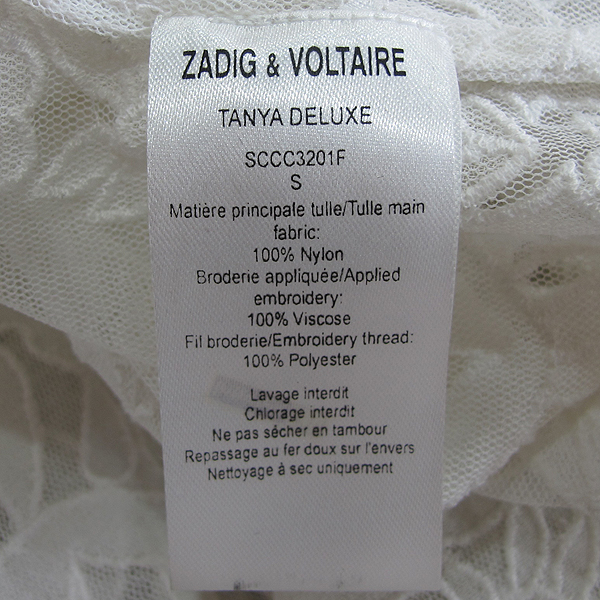 ZADIG & VOLTAIRE
TANYA DELUXE
SCCC3201F
S
Matière principale tulle/Tulle main
fabric:
100% Nylon
Broderie appliquée/Applied
embroidery:
100% Viscose
Fil broderie/Embroidery thread:
100% Polyester
Lavage interdit
Chlorage interdit
Ne pas sécher en tambour
Repassage au fer doux sur l'envers
Nettoyage à sec uniquement